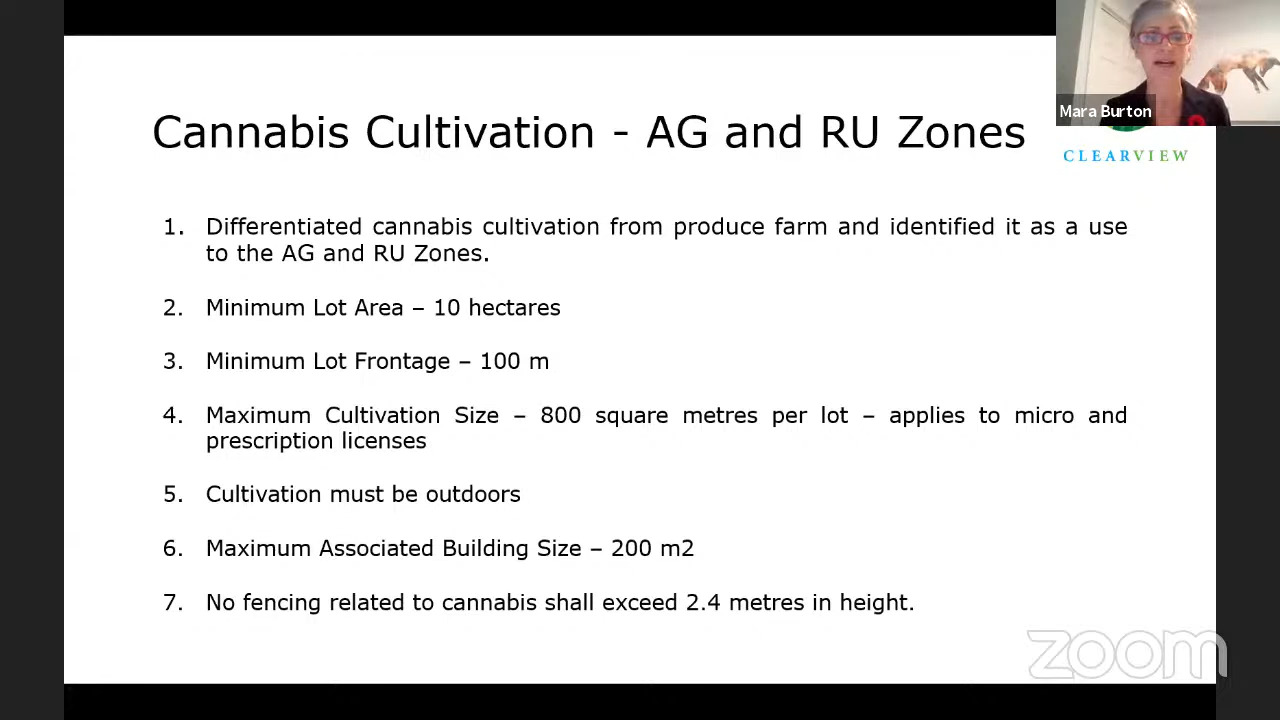 Mara Burton
Cannabis Cultivation - AG and RU Zones
CLEARVIEW
1. Differentiated cannabis cultivation from produce farm and identified it as a use
to the AG and RU Zones.
2. Minimum Lot Area – 10 hectares
3. Minimum Lot Frontage – 100 m
4. Maximum Cultivation Size – 800 square metres per lot – applies to micro and
prescription licenses
5. Cultivation must be outdoors
6. Maximum Associated Building Size – 200 m2
7. No fencing related to cannabis shall exceed 2.4 metres in height.
zoom